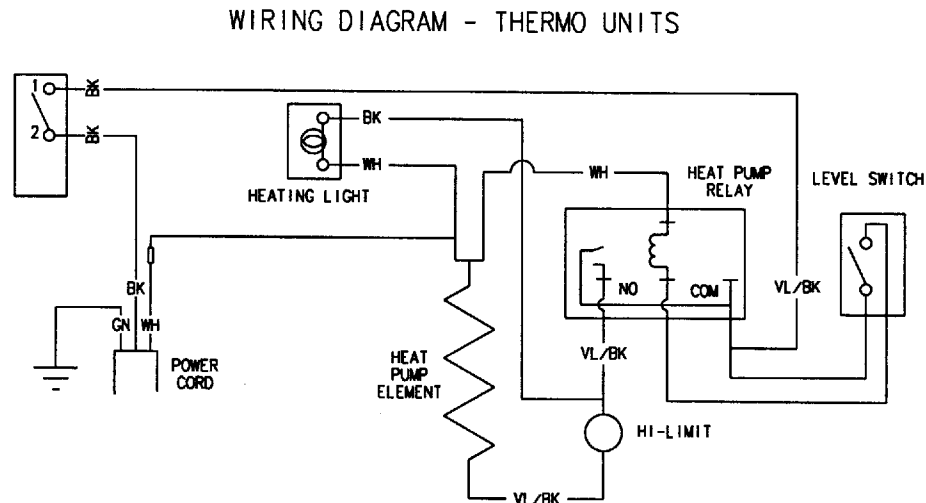 WIRING DIAGRAM - THERMO UNITS
1
BK
2
BK
BK
WH
HEATING LIGHT
WH
HEAT PUMP
RELAY
LEVEL SWITCH
NO
COM
VL/BK
BK
GN
WH
POWER
CORD
HEAT
PUMP
ELEMENT
VL/BK
HI-LIMIT
VL/BK